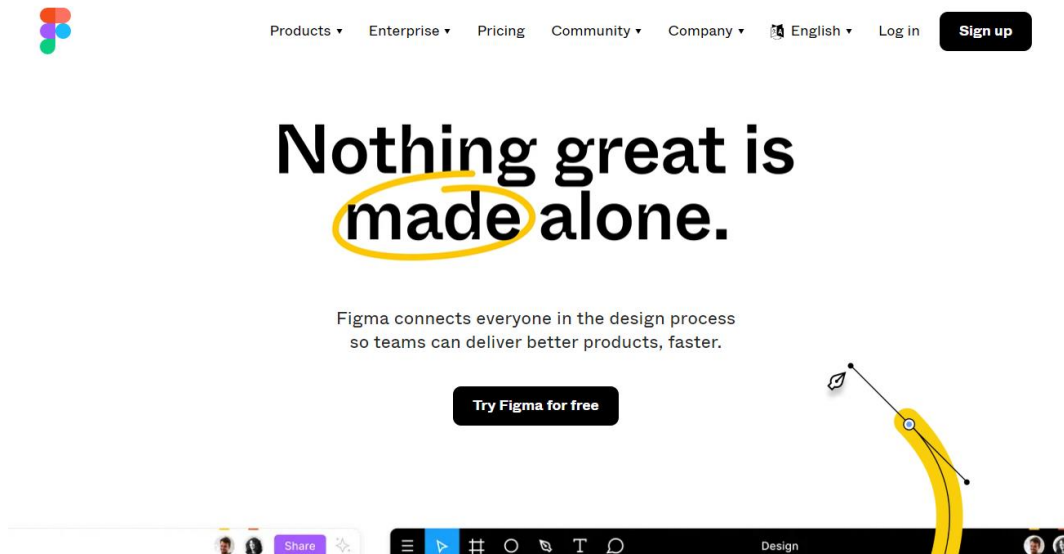 Products Enterprise Pricing Community Company English Log in Sign up
Nothing great is
made alone.
Figma connects everyone in the design process
so teams can deliver better products, faster.
Try Figma for free
Share Design